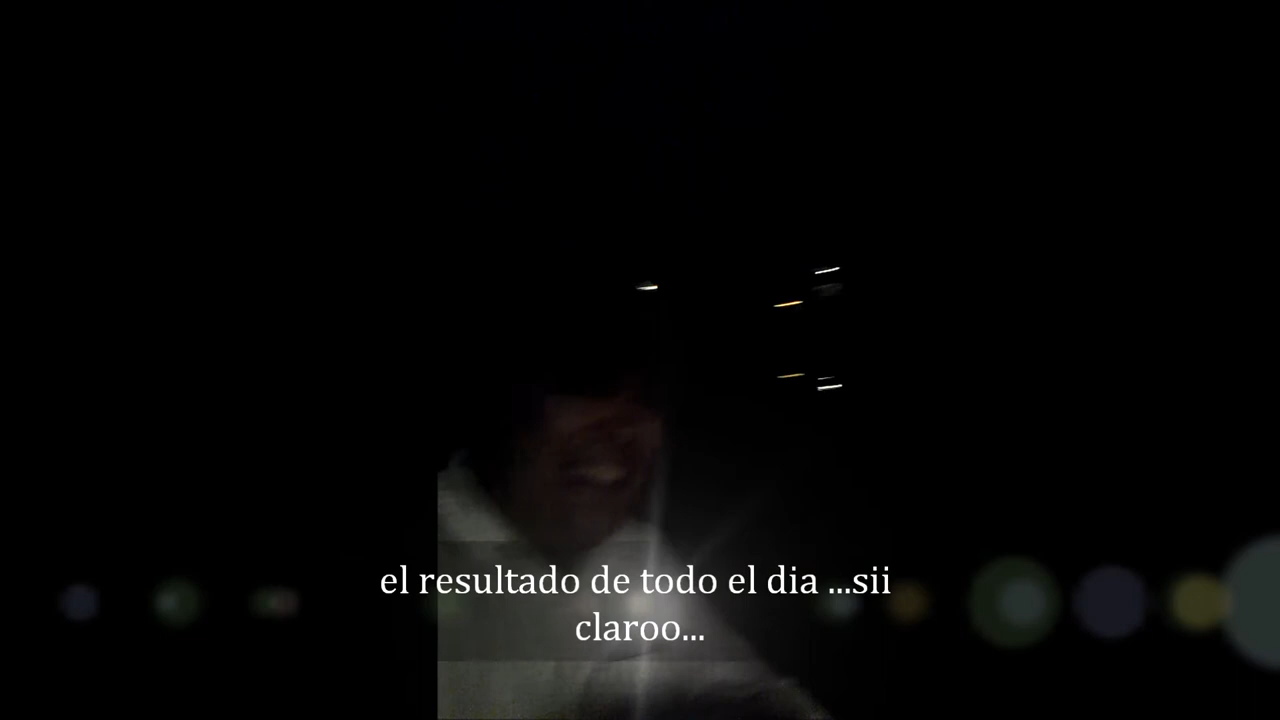 el resultado de todo el dia ...sii
claroo...